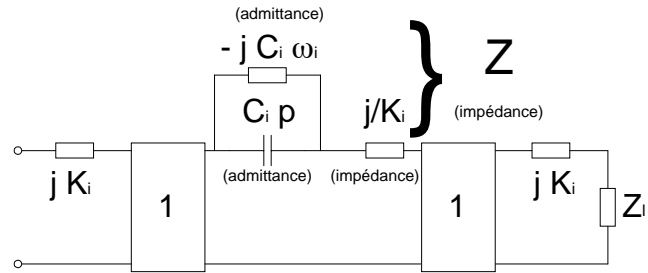 (admittance)
- j Ci ωi
Z
Ci p
j/Ki
(impédance)
j Ki
1
(admittance)
(impédance)
1
j Ki
Zl